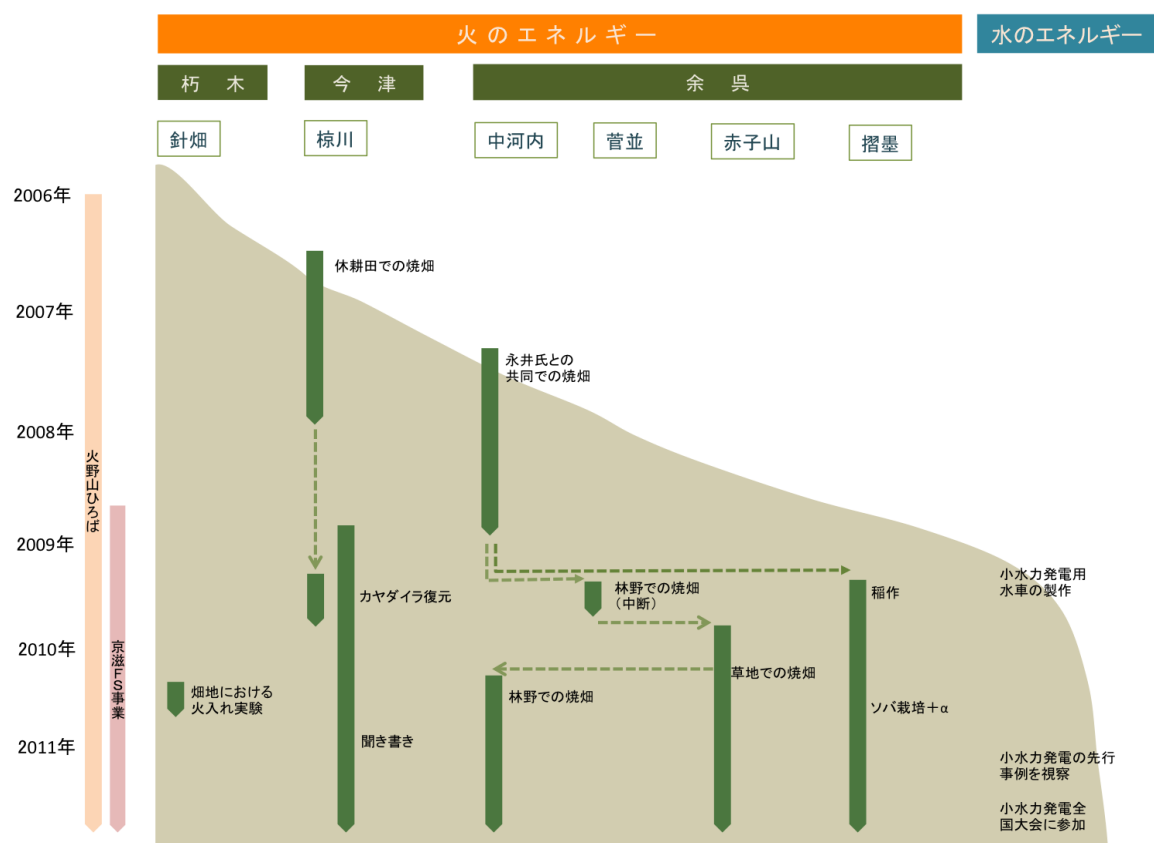 火のエネルギー
水のエネルギー
朽木
今津
余呉
針畑
椋川
中河内
菅並
赤子山
摺墨
2006年
2007年
2008年
2009年
2010年
2011年
火野山ひろば
京滋FS事業
休耕田での焼畑
永井氏との
共同での焼畑
カヤダイラ復元
林野での焼畑
（中断）
稲作
小水力発電用
水車の製作
畑地における
火入れ実験
聞き書き
林野での焼畑
草地での焼畑
ソバ栽培＋α
小水力発電の先行
事例を視察
小水力発電全
国大会に参加